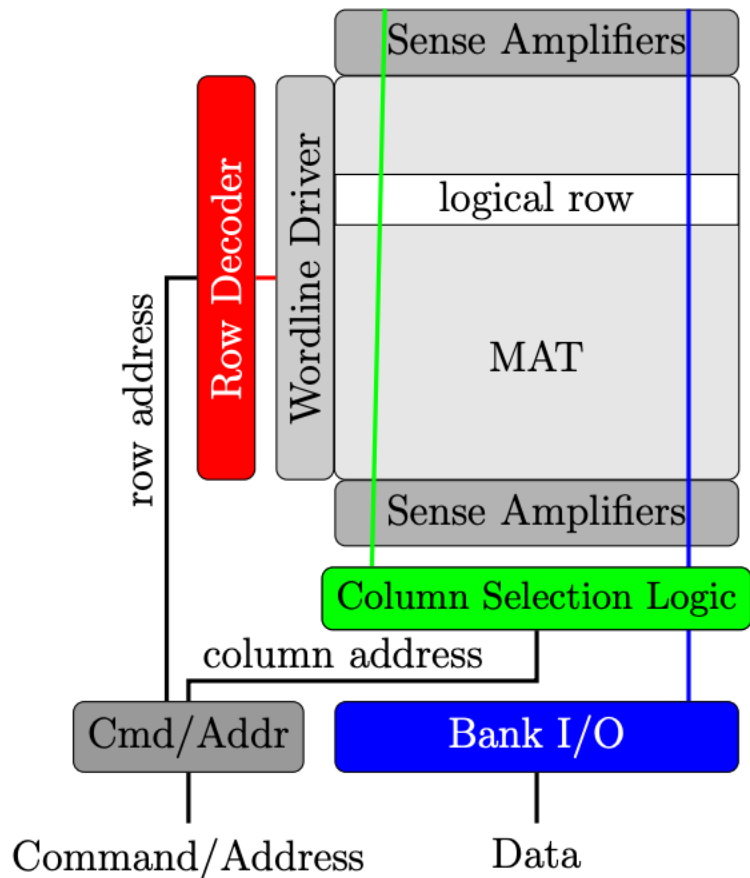 Sense Amplifiers
Row Decoder
Wordline Driver
logical row
row address
MAT
Sense Amplifiers
Column Selection Logic
column address
Cmd/Addr
Bank I/O
Command/Address
Data